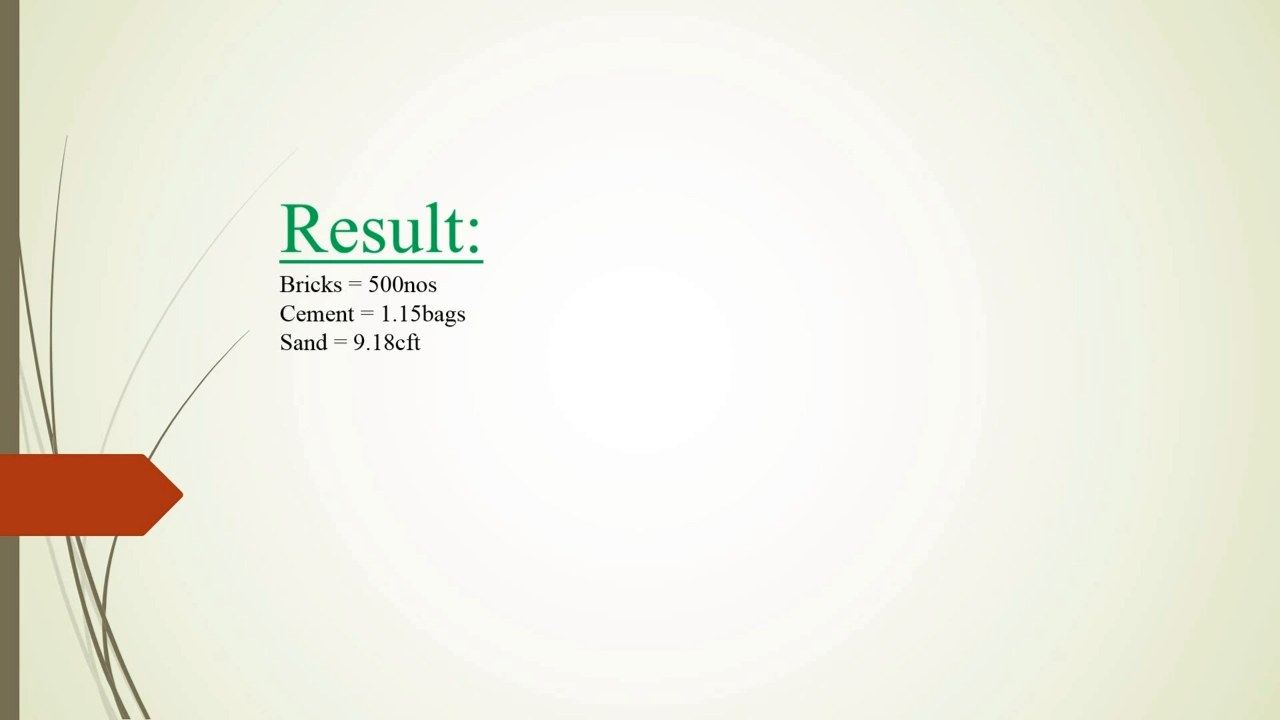 Result:
Bricks = 500nos
Cement = 1.15bags
Sand = 9.18cft